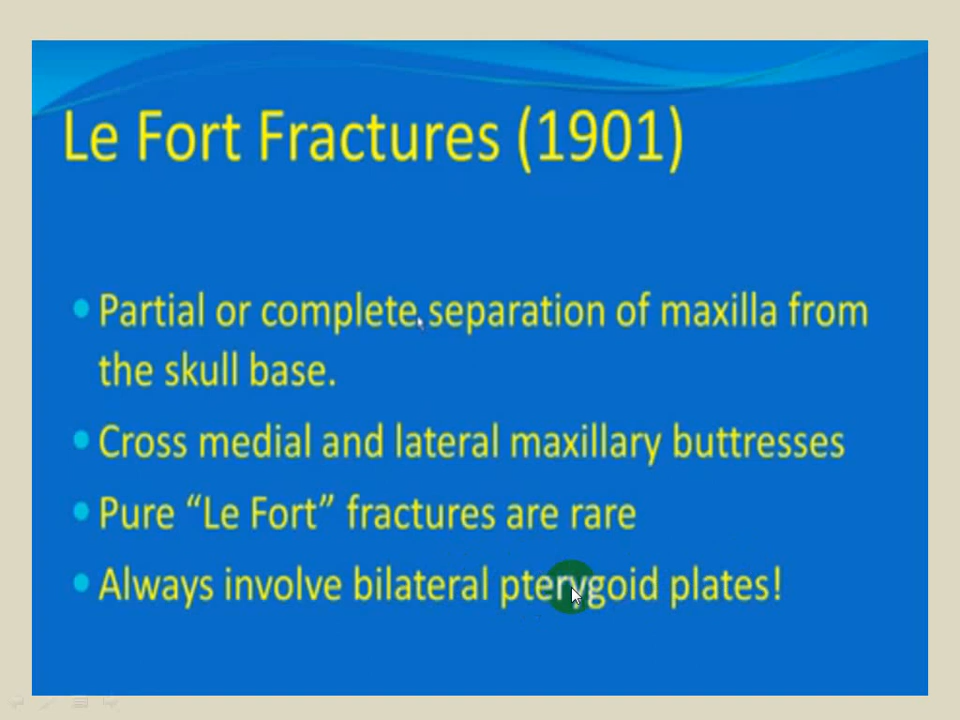 Le Fort Fractures (1901)
Partial or complete separation of maxilla from
the skull base.
Cross medial and lateral maxillary buttresses
Pure “Le Fort” fractures are rare
Always involve bilateral pterygoid plates!